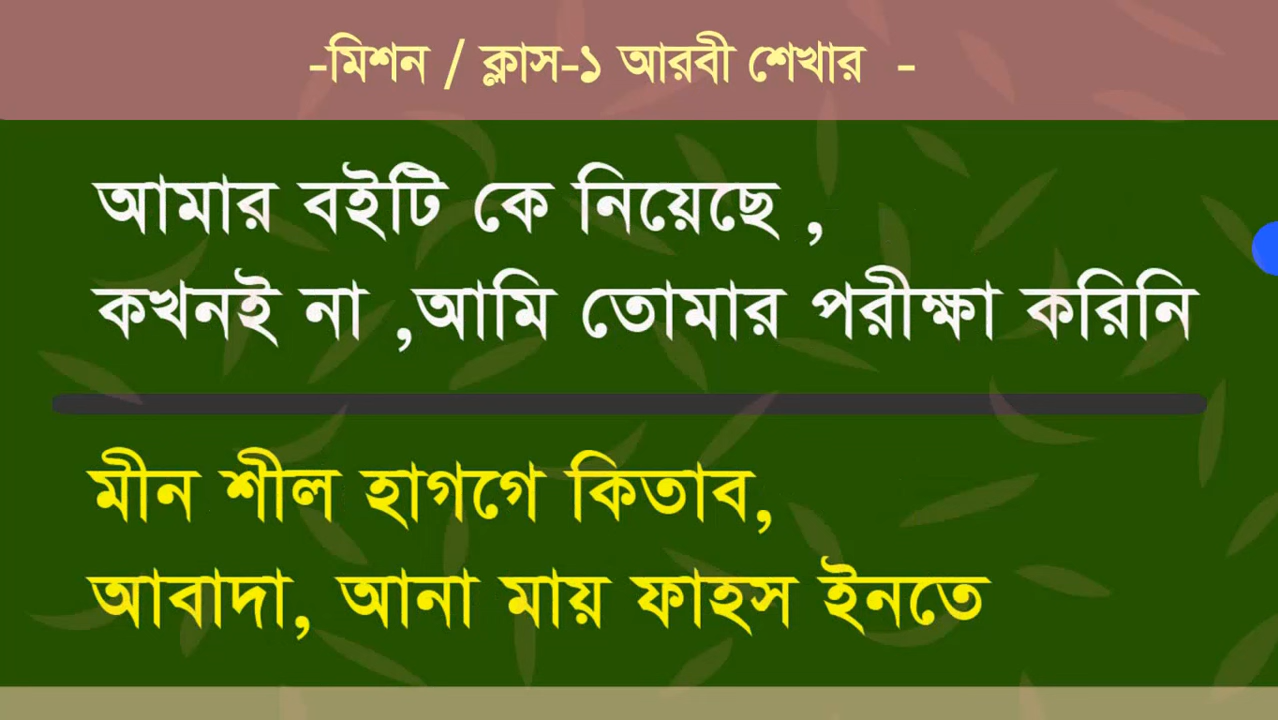 -মিশন / ক্লাস-১ আরবী শেখার -
আমার বইটি কে নিয়েছে ,
কখনই না ,আমি তোমার পরীক্ষা করিনি
মীন শীল হাগগে কিতাব,
আবাদা, আনা মায় ফাহস ইনতে